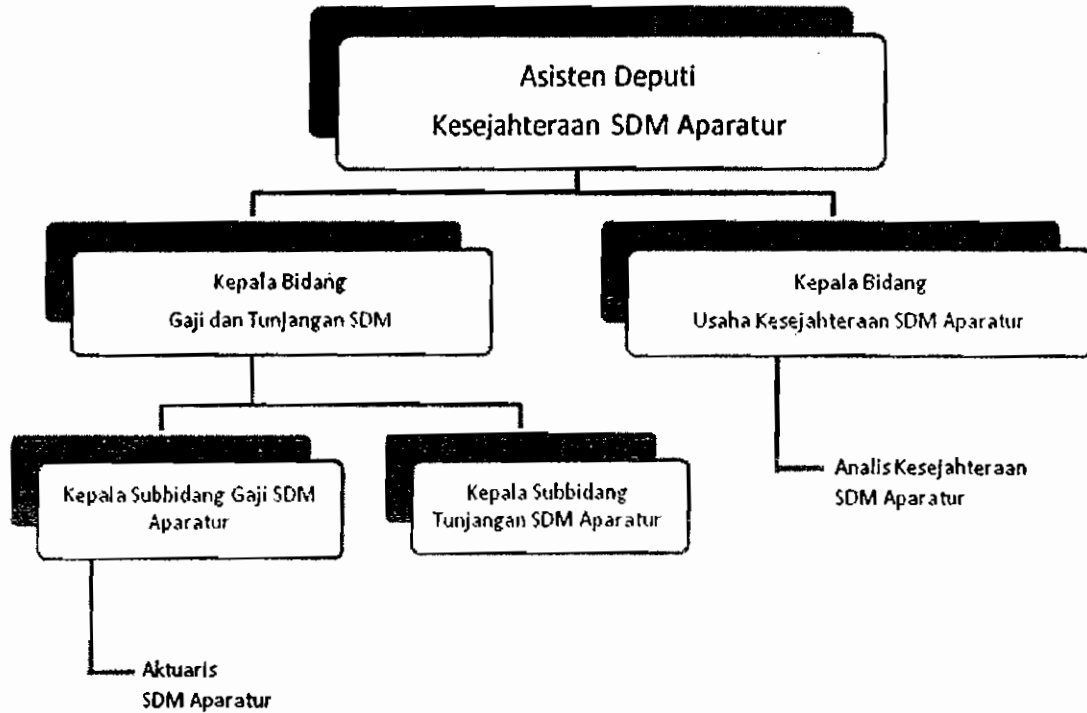 Asisten Deputi
Kesejahteraan SDM Aparatur
Kepala Bidang
Gaji dan Tunjangan SDM
Kepala Bidang
Usaha Kesejahteraan SDM Aparatur
Kepala Subhidang Gaji SDM
Aparatur
Kepala Subbidang
Tunjangan SDM Aparatur
Analis Kesejahteraan
SDM Aparatur
Aktuaris
SDM Aparatur